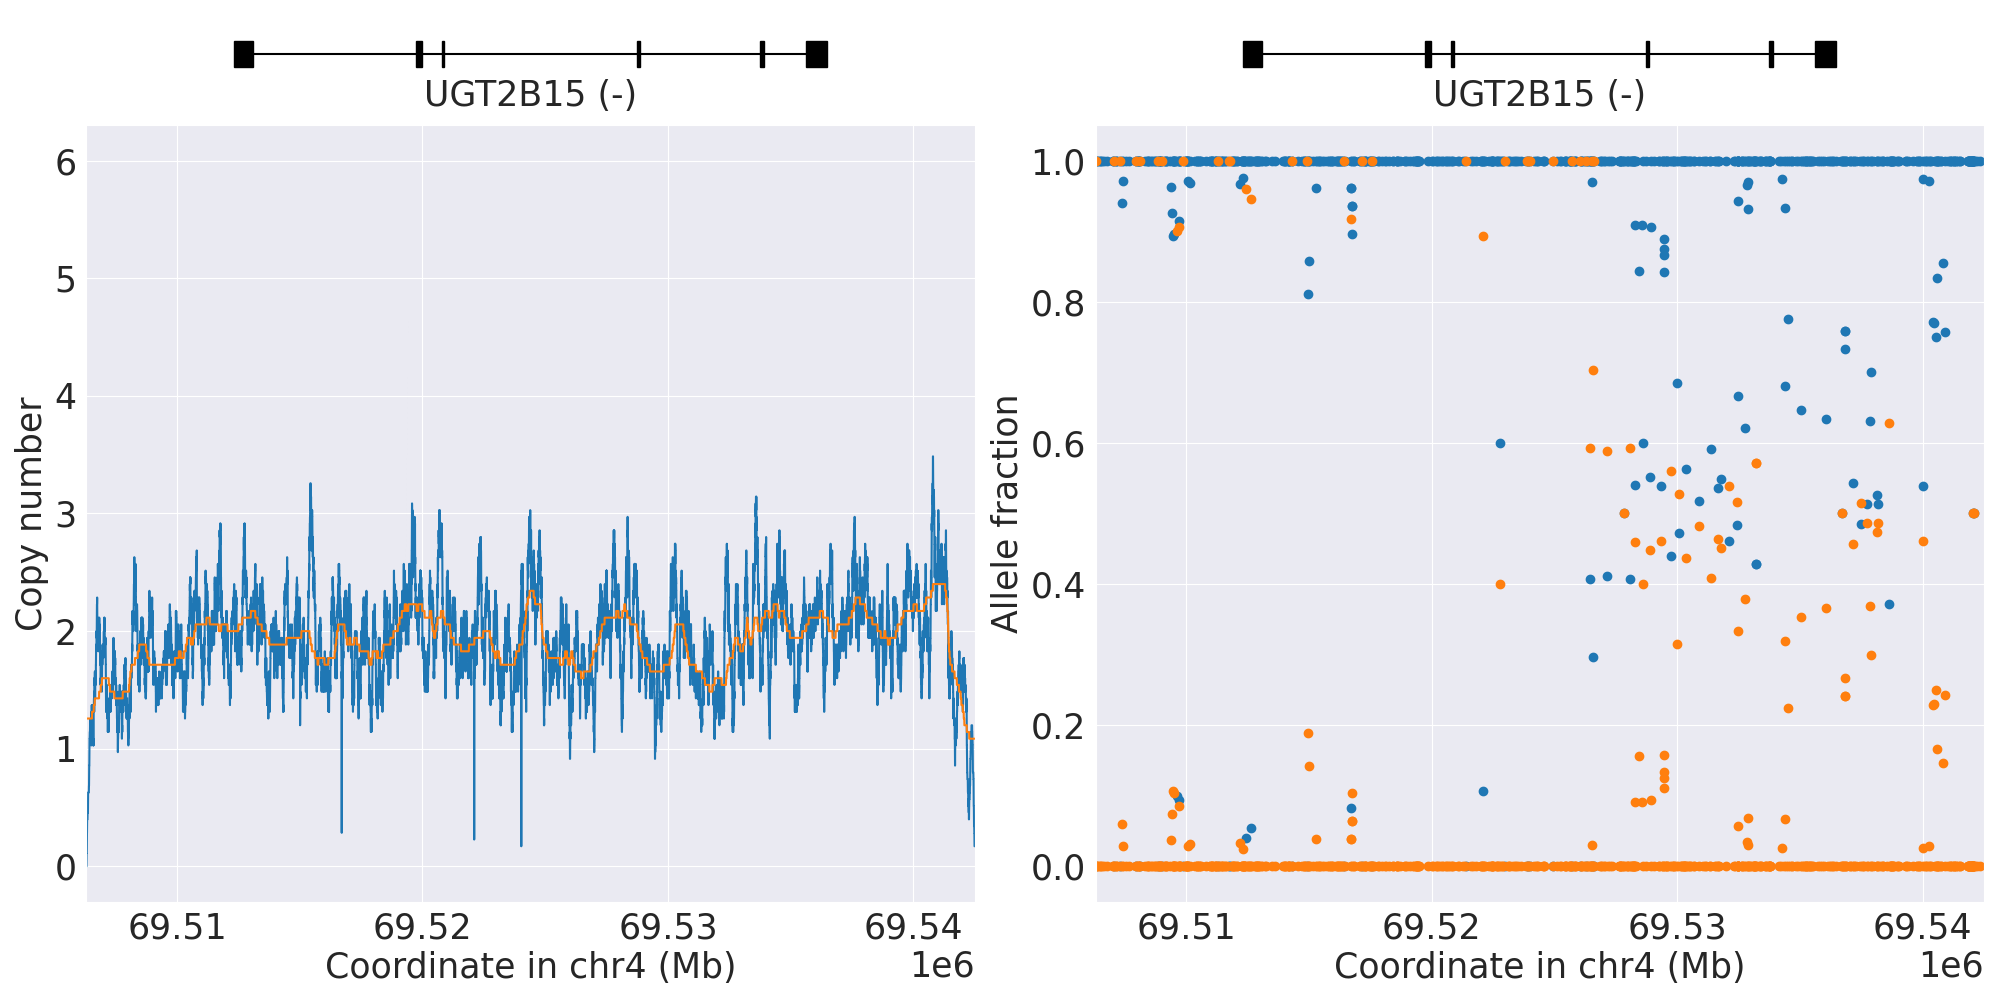 UGT2B15 (-)
UGT2B15 (-)
Copy number
6
5
4
3
2
1
0
69.51 69.52 69.53 69.54
Coordinate in chr4 (Mb)
1e6
Allele fraction
1.0
0.8
0.6
0.4
0.2
0.0
69.51 69.52 69.53 69.54
Coordinate in chr4 (Mb)
1e6